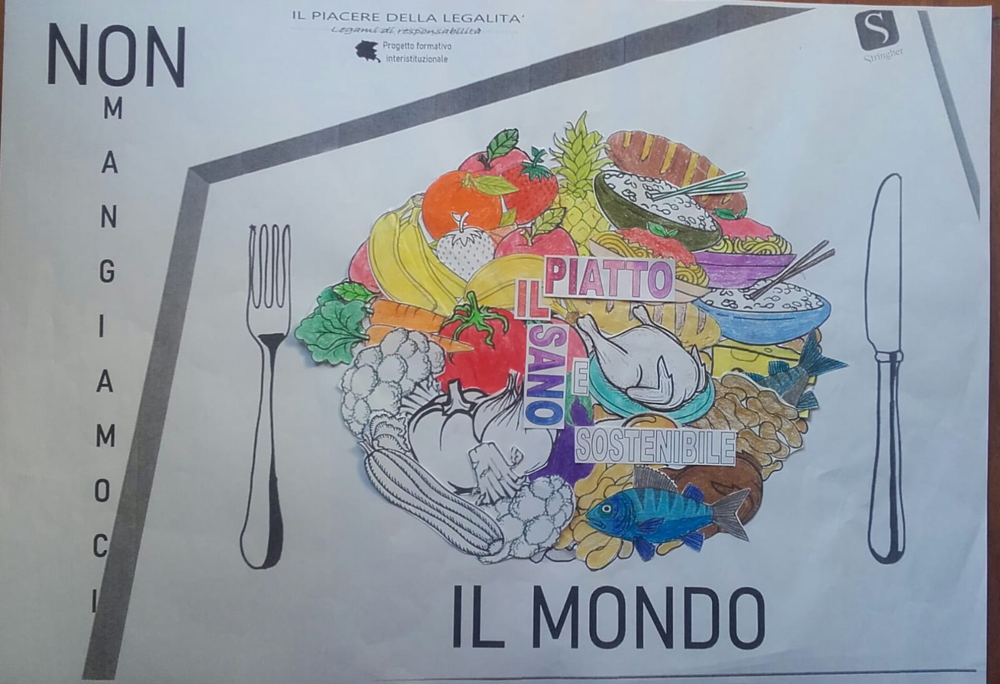 IL PIACERE DELLA LEGALITA'
Legami di responsabilità
Progetto formativo
interistituzionale
S
Stringher
NON
MANGIAMOCI
IL PIATTO
SANO
E
SOSTENIBILE
IL MONDO